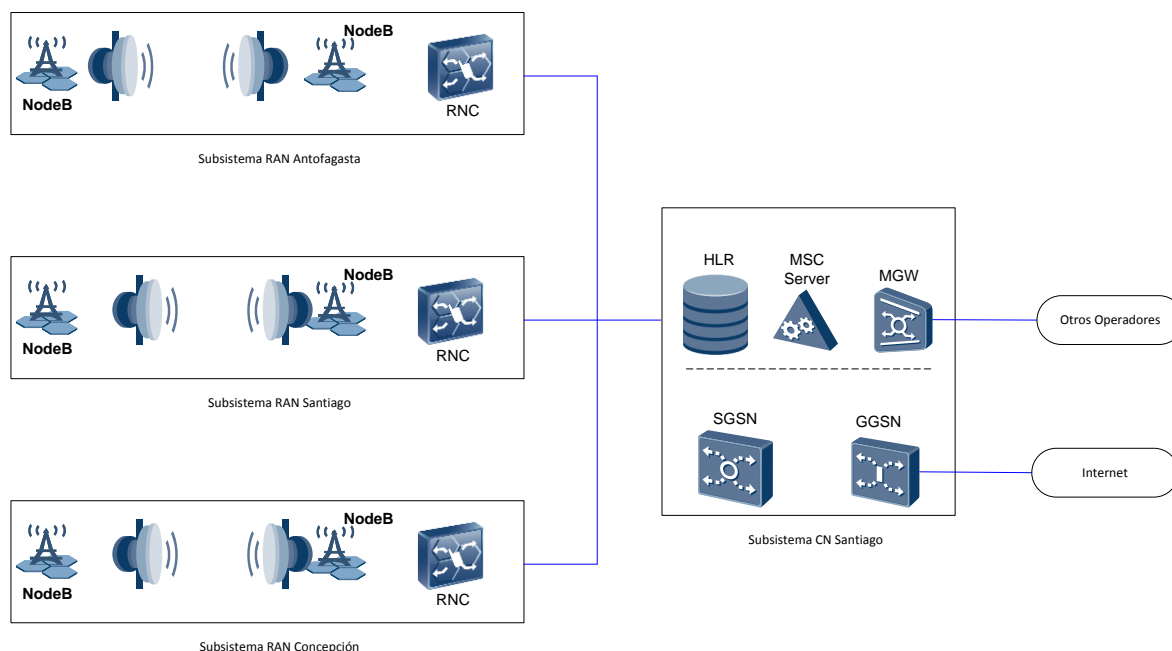 NodeB
NodeB
RNC
Subsistema RAN Antofagasta
NodeB
NodeB
RNC
Subsistema RAN Santiago
NodeB
NodeB
RNC
Subsistema RAN Concepción
HLR
MSC
Server
MGW
SGSN
GGSN
Subsistema CN Santiago
Otros Operadores
Internet